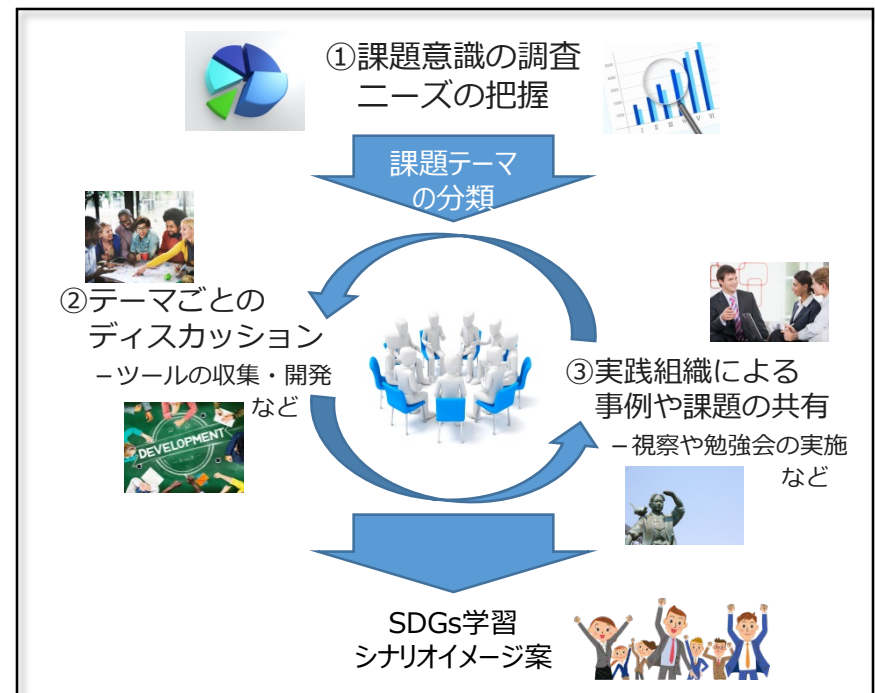 ①課題意識の調査
ニーズの把握
課題テーマ
の分類
②テーマごとの
ディスカッション
–ツールの収集・開発
など
DEVELOPMENT
③実践組織による
事例や課題の共有
–視察や勉強会の実施
など
SDGs学習
シナリオイメージ案